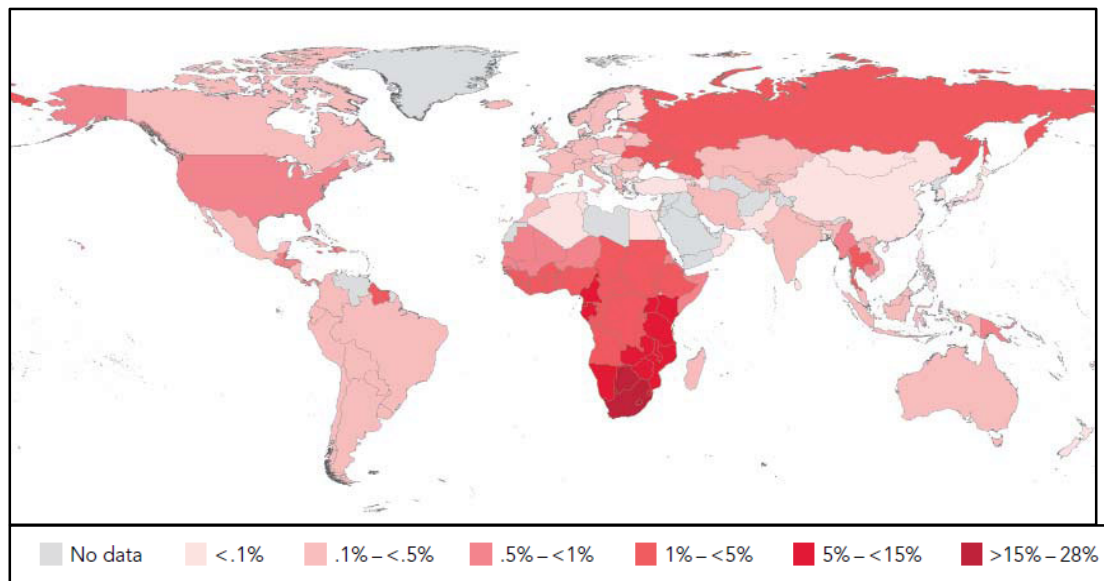 No data <.1% .1% – <.5% .5% – <1% 1% – <5% 5% – <15% >15% – 28%